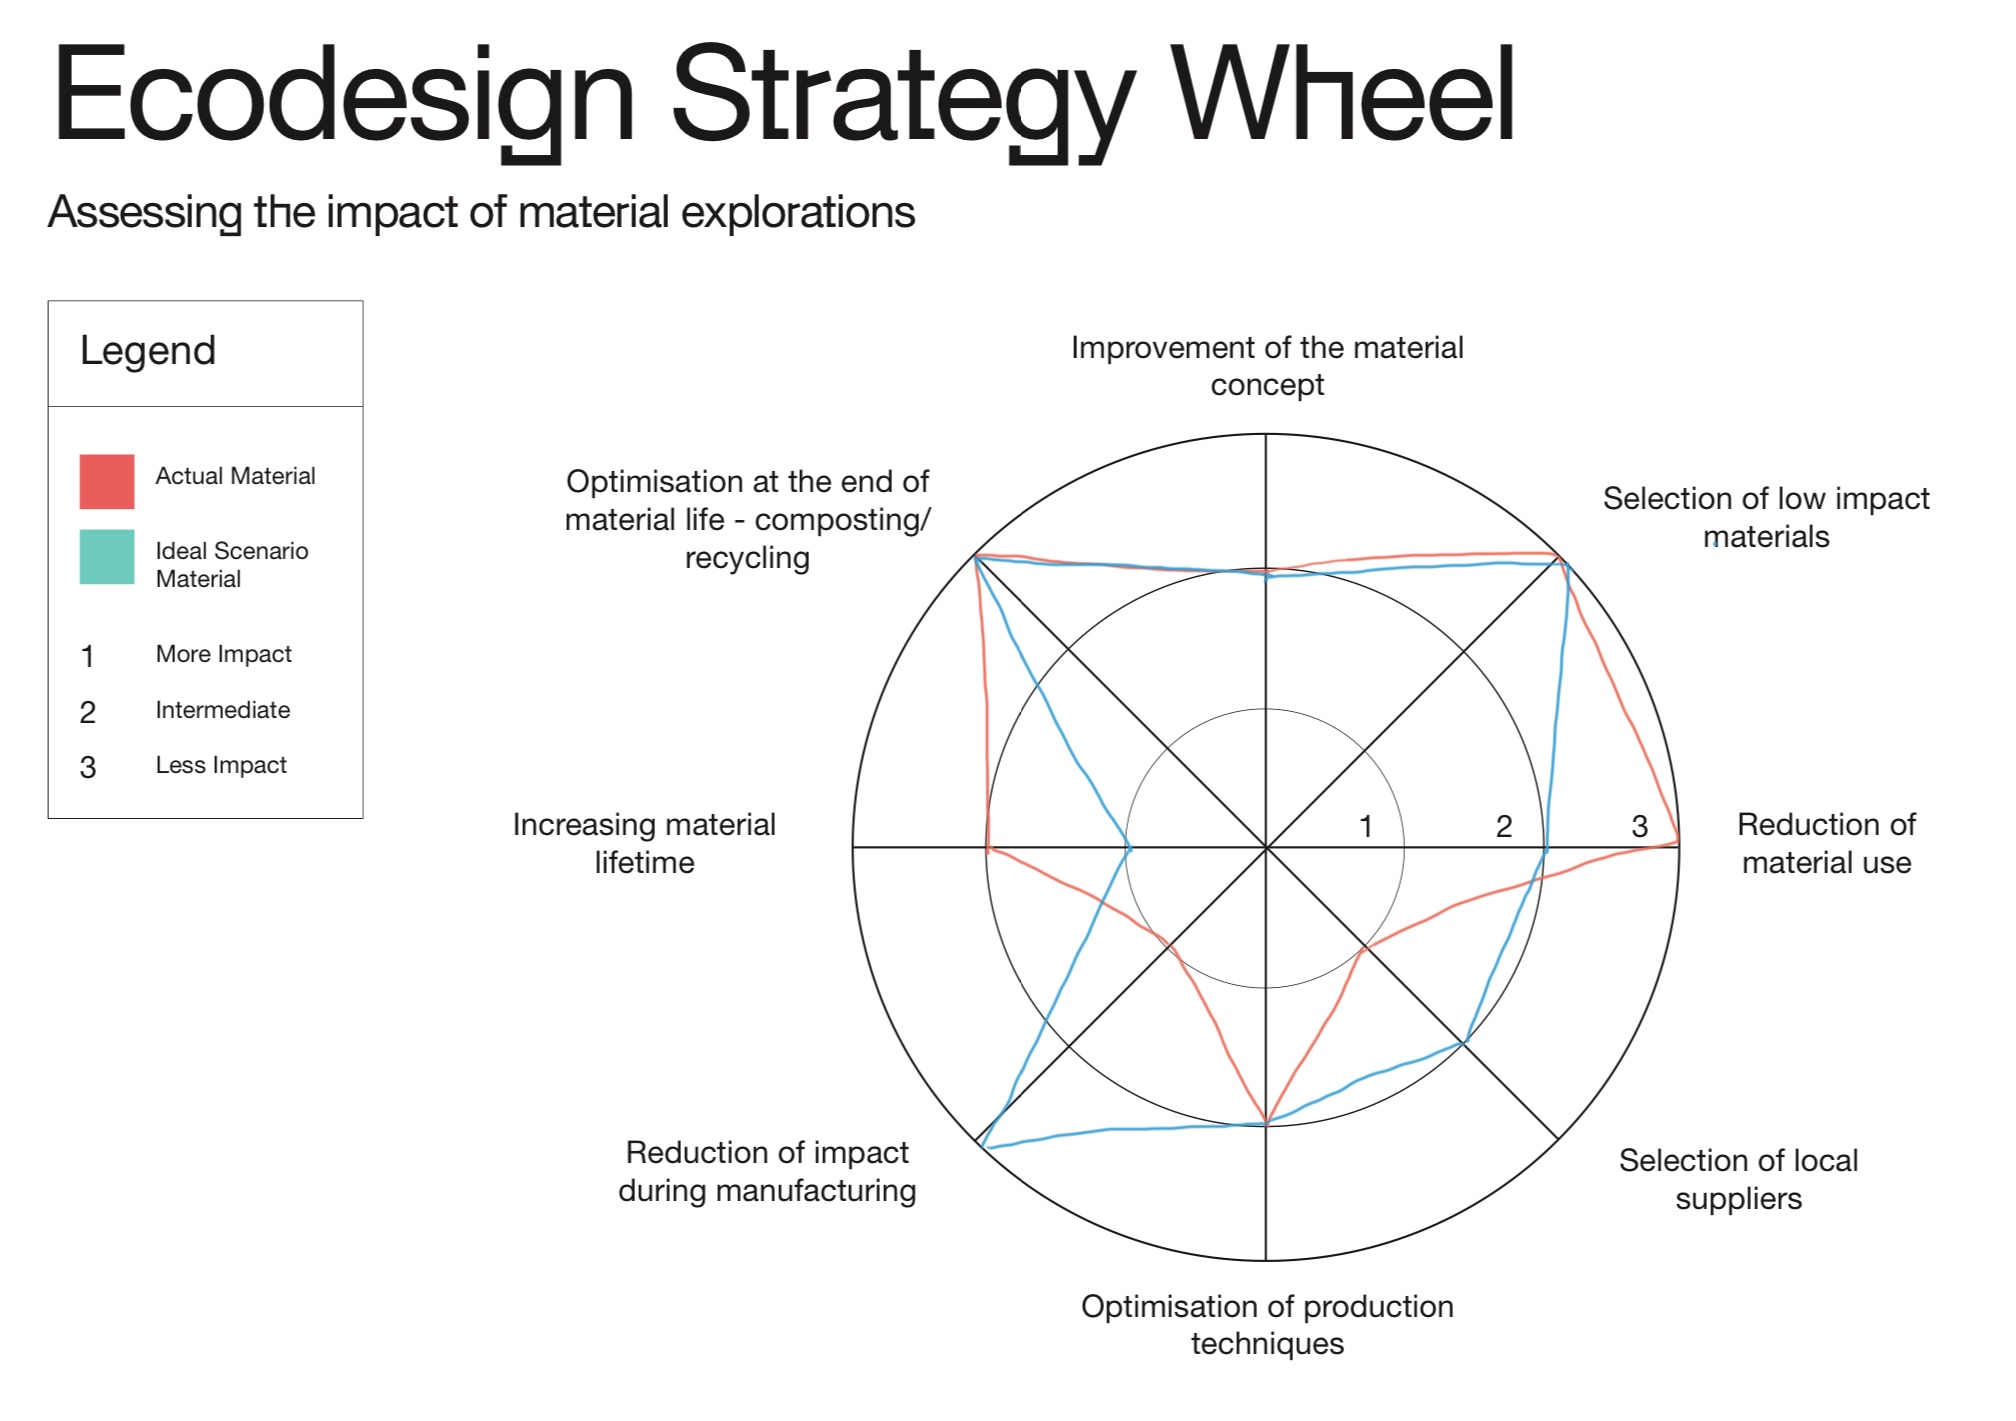 Ecodesign Strategy Wheel
Assessing the impact of material explorations
Legend
Actual Material
Ideal Scenario
Material
1 More Impact
2 Intermediate
3 Less Impact
Improvement of the material
concept
Selection of low impact
materials
Reduction of
material use
Selection of local
suppliers
Optimisation of production
techniques
Reduction of impact
during manufacturing
Increasing material
lifetime
Optimisation at the end of
material life - composting/
recycling
1 2 3